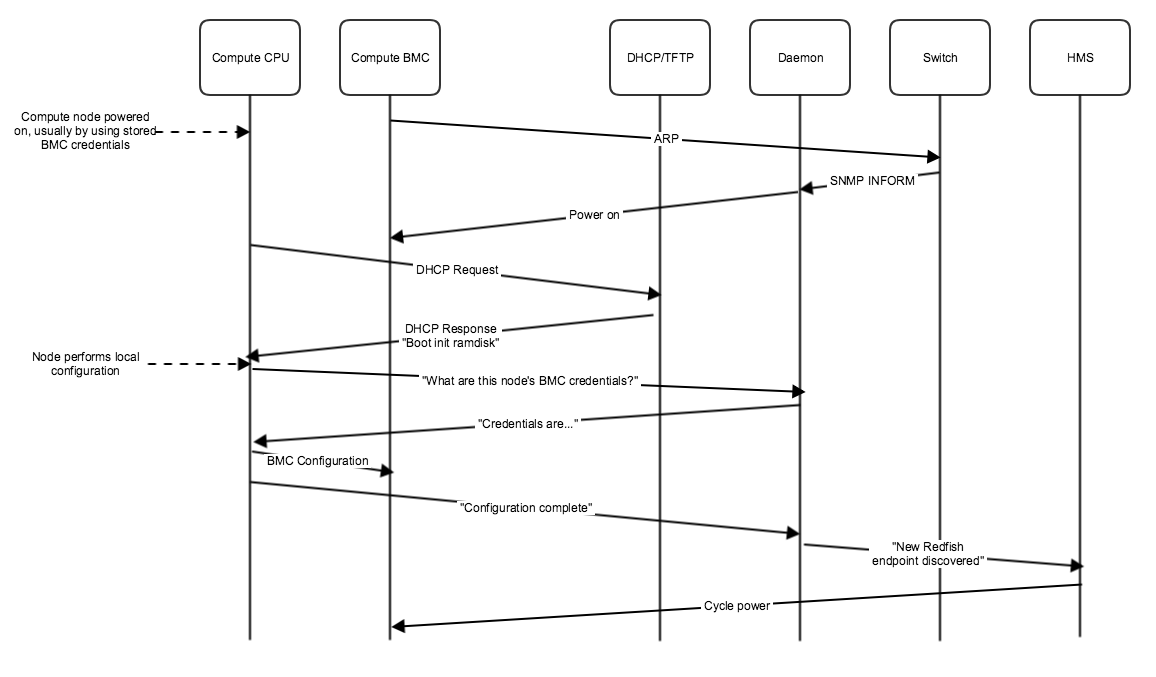 Compute CPU
Compute BMC
DHCP/TFTP
Daemon
Switch
HMS
Compute node powered
on, usually by using stored
BMC credentials
ARP
SNMP INFORM
Power on
DHCP Request
DHCP Response
"Boot init ramdisk"
Node performs local
configuration
"What are this node's BMC credentials?"
"Credentials are..."
BMC Configuration
"Configuration complete"
"New Redfish
endpoint discovered"
Cycle power